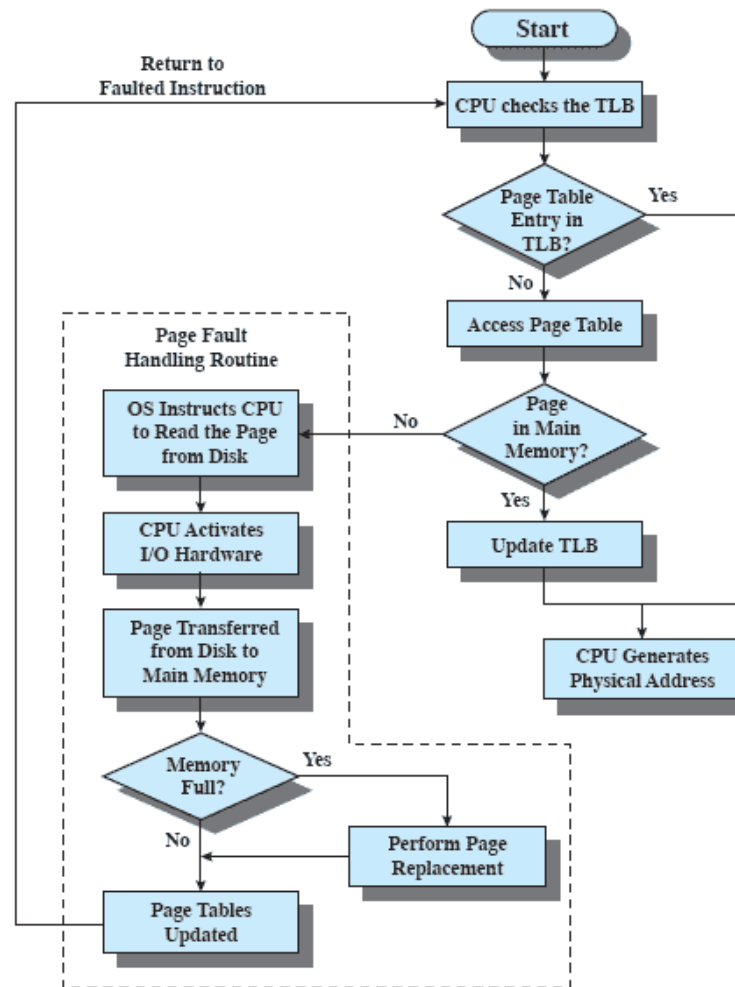 Start
Return to
Faulted Instruction
CPU checks the TLB
Page Table
Entry in
TLB?
Yes
No
Access Page Table
Page Fault
Handling Routine
OS Instructs CPU
to Read the Page
from Disk
No
Page
in Main
Memory?
Yes
CPU Activates
I/O Hardware
Update TLB
Page Transferred
from Disk to
Main Memory
CPU Generates
Physical Address
Memory
Full?
Yes
No
Perform Page
Replacement
Page Tables
Updated